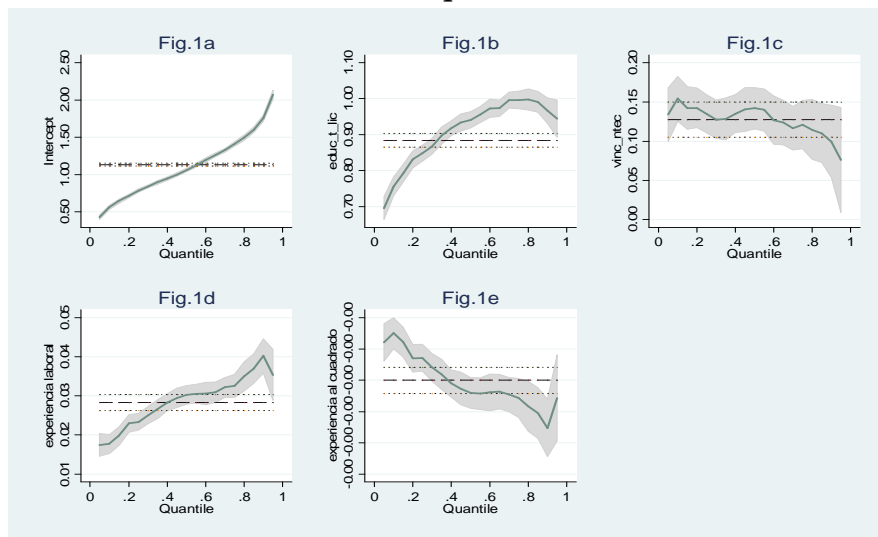 Fig.1a
Intercept
2.50
2.00
1.50
1.00
0.50
0 .2 .4 .6 .8 1
Quantile
Fig.1b
educ_t_lic
1.10
1.00
0.90
0.80
0.70
0 .2 .4 .6 .8 1
Quantile
Fig.1c
vinc_ntec
0.20
0.15
0.10
0.05
0.00
0 .2 .4 .6 .8 1
Quantile
Fig.1d
experiencia laboral
0.05
0.04
0.03
0.02
0.01
0 .2 .4 .6 .8 1
Quantile
Fig.1e
experiencia al cuadrado
-0.00
-0.00
-0.00
-0.00
-0.00
-0.00
0 .2 .4 .6 .8 1
Quantile